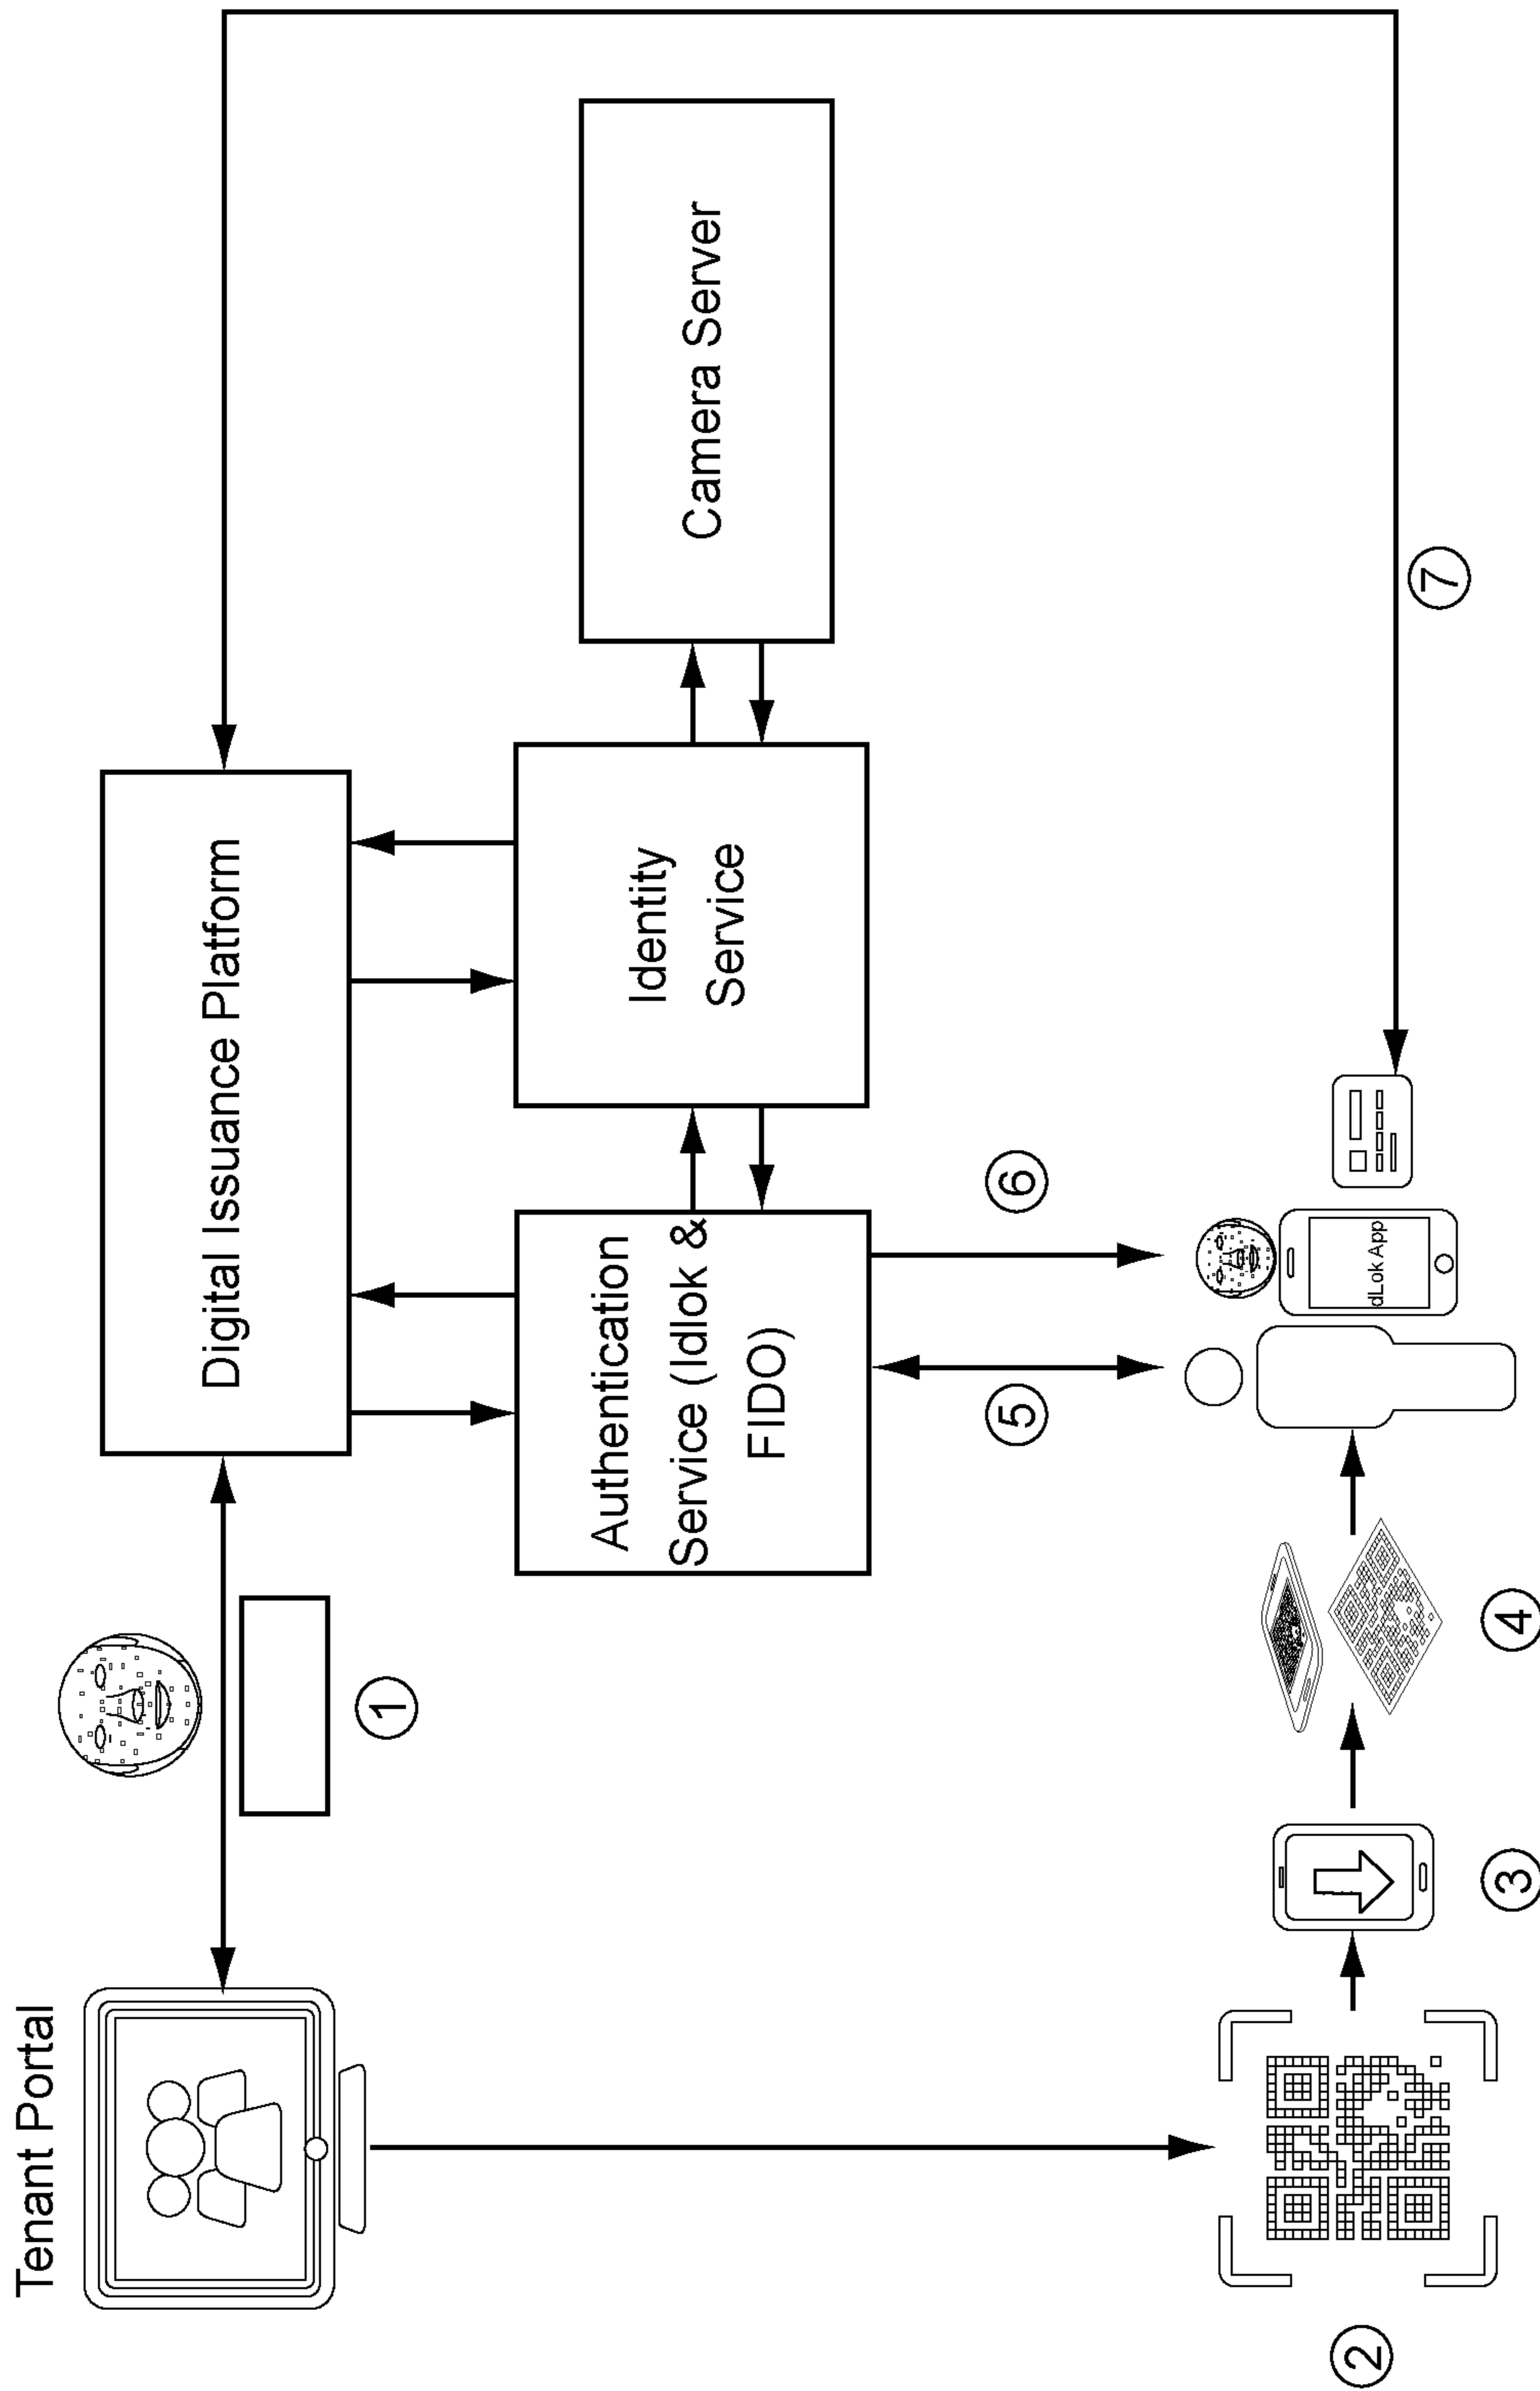 Tenant Portal
1
Digital Issuance Platform
Authentication
Service (Idlok &
FIDO)
Identity
Service
Camera Server
5
6
7
2
3
4
dLok App